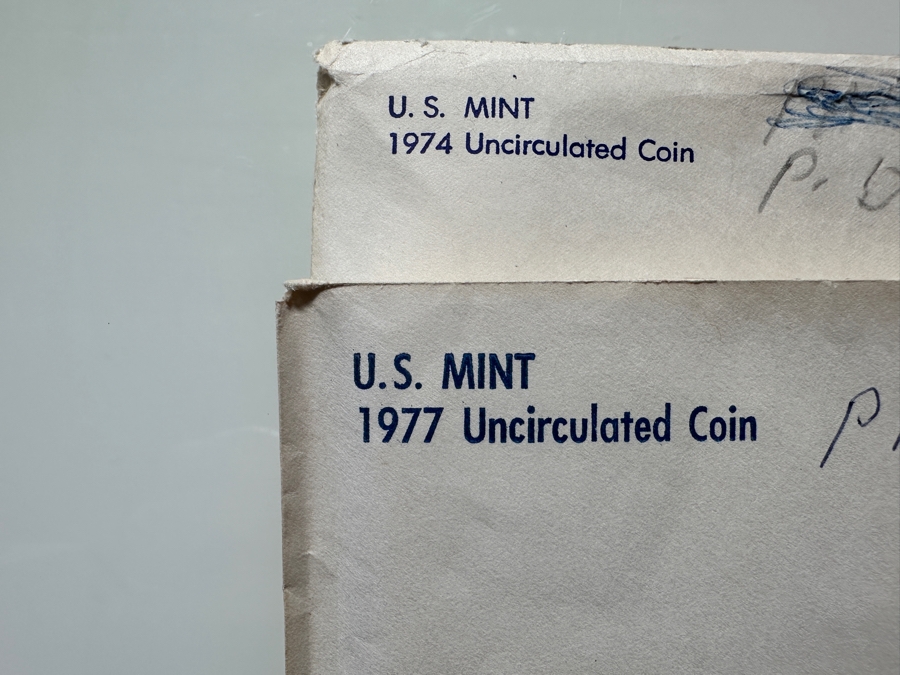 U. S. MINT
1974 Uncirculated Coin
P.
U.S. MINT
1977 Uncirculated Coin
P